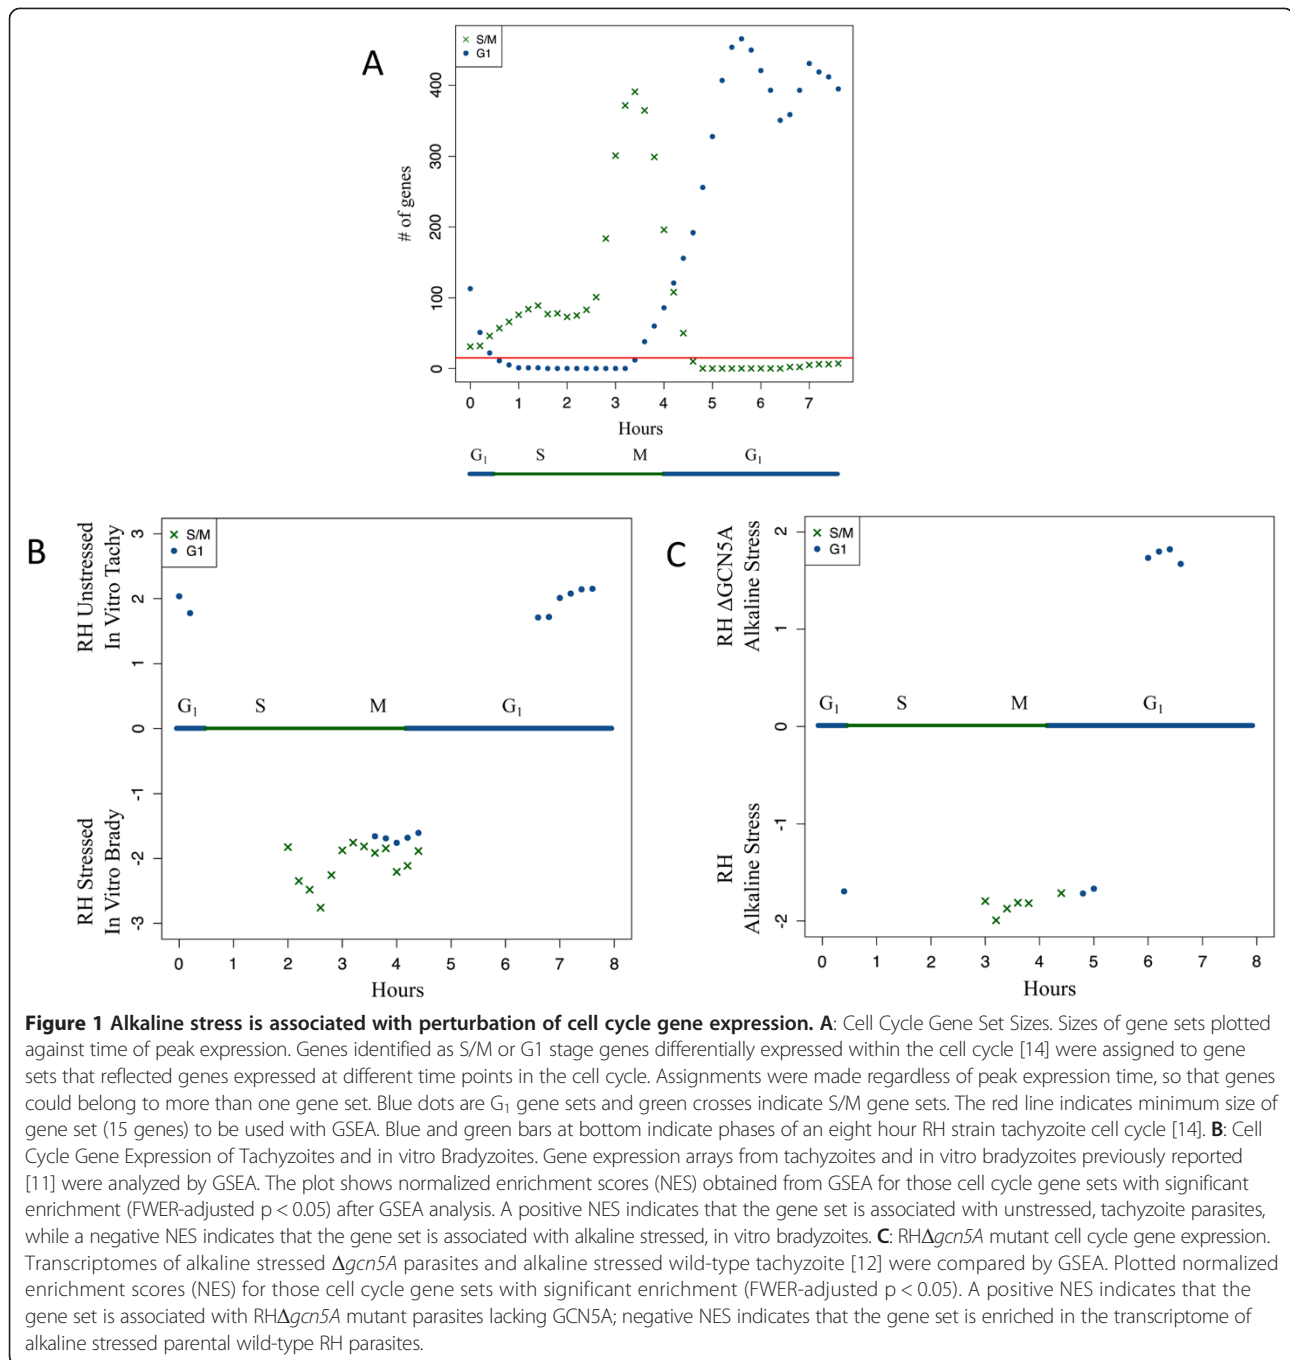 A
S/M
G1
# of genes
400
300
200
100
0
0 1 2 3 4 5 6 7
Hours
G1 S M G1
B
RH Unstressed
In Vitro Tachy
RH Stressed
In Vitro Brady
S/M
G1
3
2
1
0
-1
-2
-3
G1 S M G1
0 1 2 3 4 5 6 7 8
Hours
C
RH ΔGCN5A
Alkaline Stress
RH
Alkaline Stress
S/M
G1
2
1
0
-1
-2
G1 S M G1
0 1 2 3 4 5 6 7 8
Hours
Figure 1 Alkaline stress is associated with perturbation of cell cycle gene expression. A: Cell Cycle Gene Set Sizes. Sizes of gene sets plotted
against time of peak expression. Genes identified as S/M or G1 stage genes differentially expressed within the cell cycle [14] were assigned to gene
sets that reflected genes expressed at different time points in the cell cycle. Assignments were made regardless of peak expression time, so that genes
could belong to more than one gene set. Blue dots are G1 gene sets and green crosses indicate S/M gene sets. The red line indicates minimum size of
gene set (15 genes) to be used with GSEA. Blue and green bars at bottom indicate phases of an eight hour RH strain tachyzoite cell cycle [14]. B: Cell
Cycle Gene Expression of Tachyzoites and in vitro Bradyzoites. Gene expression arrays from tachyzoites and in vitro bradyzoites previously reported
[11] were analyzed by GSEA. The plot shows normalized enrichment scores (NES) obtained from GSEA for those cell cycle gene sets with significant
enrichment (FWER-adjusted p < 0.05) after GSEA analysis. A positive NES indicates that the gene set is associated with unstressed, tachyzoite parasites,
while a negative NES indicates that the gene set is associated with alkaline stressed, in vitro bradyzoites. C: RHΔgcn5A mutant cell cycle gene expression.
Transcriptomes of alkaline stressed Δgcn5A parasites and alkaline stressed wild-type tachyzoite [12] were compared by GSEA. Plotted normalized
enrichment scores (NES) for those cell cycle gene sets with significant enrichment (FWER-adjusted p < 0.05). A positive NES indicates that the
gene set is associated with RHΔgcn5A mutant parasites lacking GCN5A; negative NES indicates that the gene set is enriched in the transcriptome of
alkaline stressed parental wild-type RH parasites.